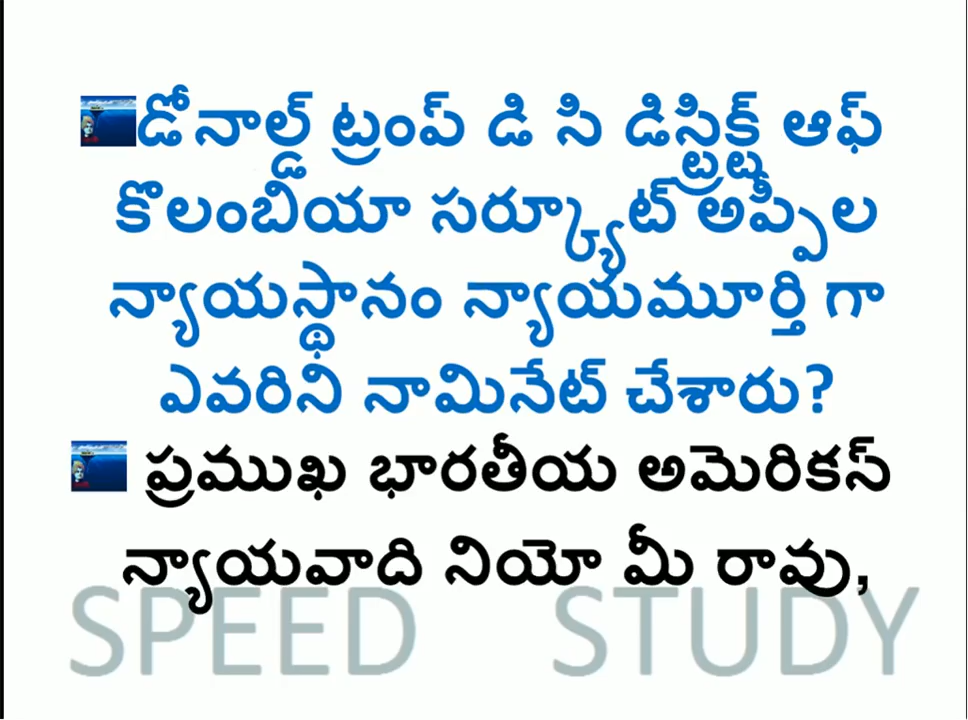 డోనాల్డ్ ట్రంప్ డి సి డిస్ట్రిక్ట్ ఆఫ్
కొలంబియా సర్క్యూట్ అప్పీల
న్యాయస్థానం న్యాయమూర్తి గా
ఎవరిని నామినేట్ చేశారు?
ప్రముఖ భారతీయ అమెరికన్
న్యాయవాది నియో మీ రావు,
SPEED STUDY